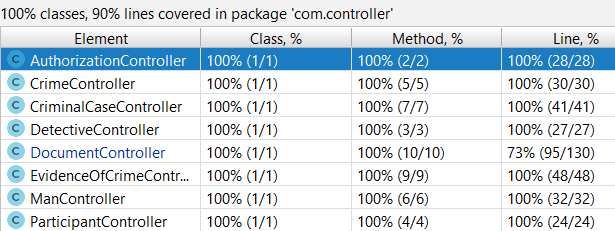 100% classes, 90% lines covered in package 'com.controller'
Element Class, % Method, % Line, %
C AuthorizationController 100% (1/1) 100% (2/2) 100% (28/28)
C CrimeController 100% (1/1) 100% (5/5) 100% (30/30)
C CriminalCaseController 100% (1/1) 100% (7/7) 100% (41/41)
C DetectiveController 100% (1/1) 100% (3/3) 100% (27/27)
C DocumentController 100% (1/1) 100% (10/10) 73% (95/130)
C EvidenceOfCrimeContr... 100% (1/1) 100% (9/9) 100% (48/48)
C ManController 100% (1/1) 100% (6/6) 100% (32/32)
C ParticipantController 100% (1/1) 100% (4/4) 100% (24/24)